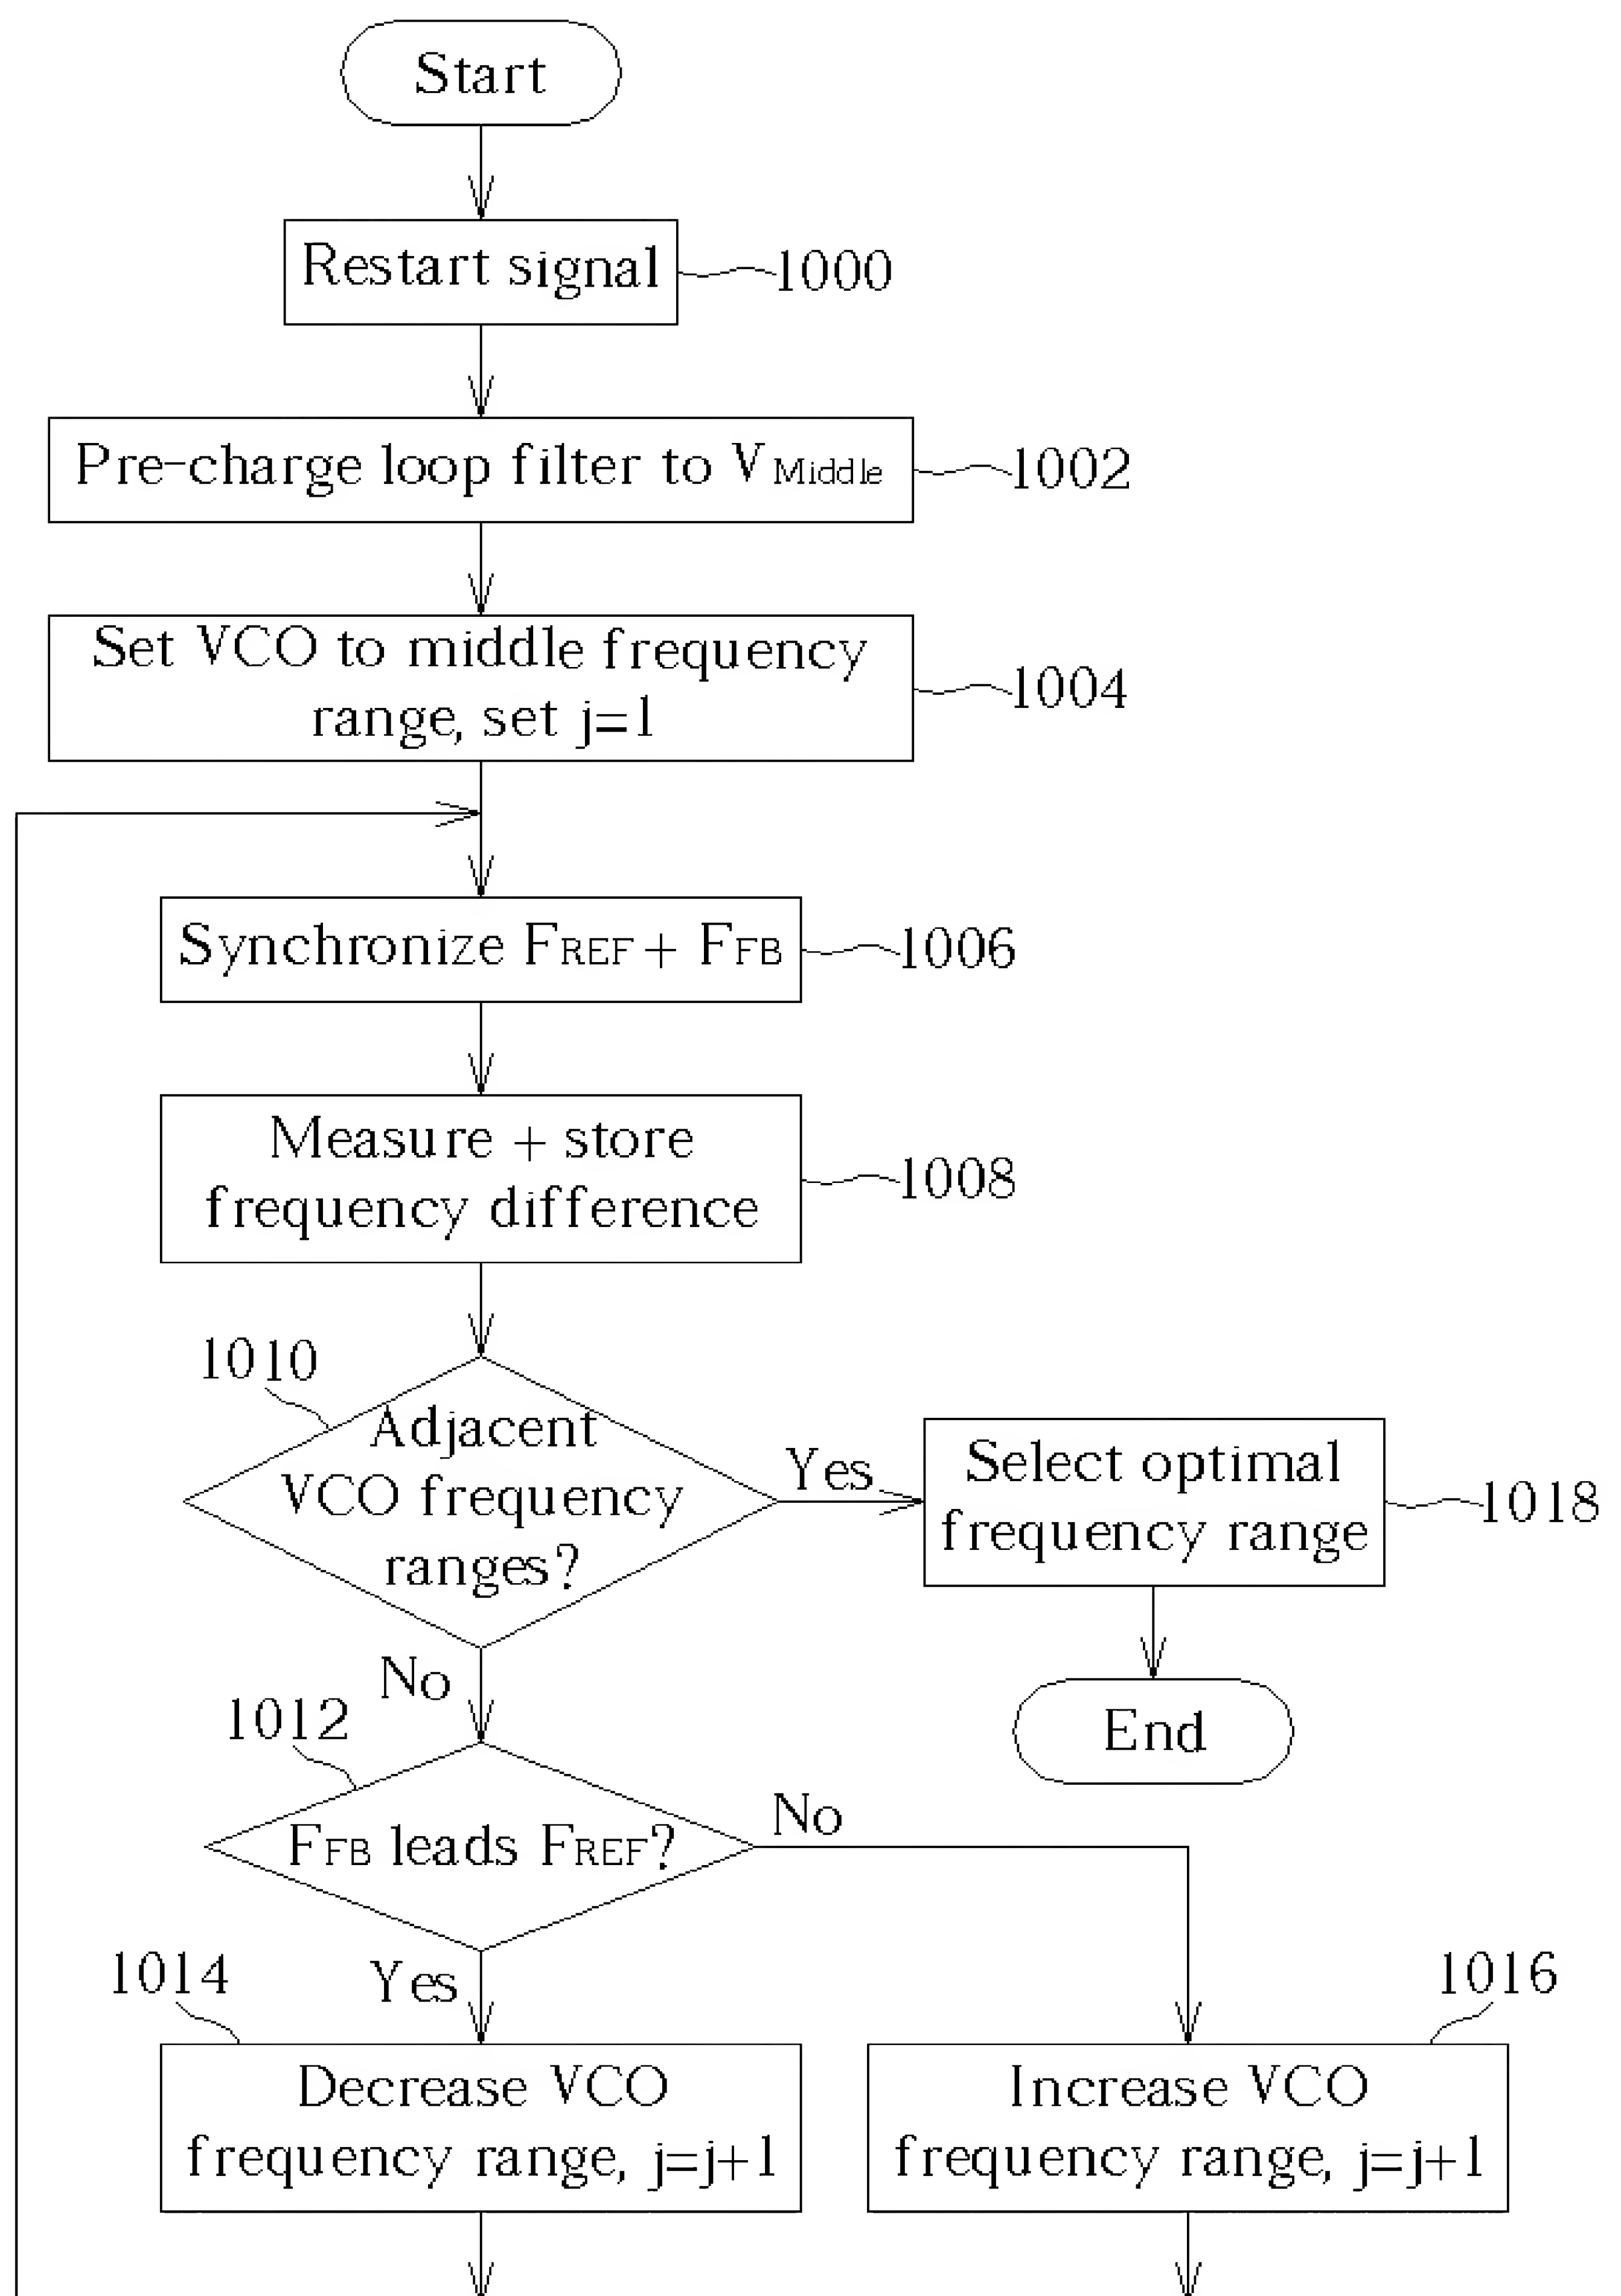 Start
Restart signal
1000
Pre-charge loop filter to VMiddle
1002
Set VCO to middle frequency
range, set j=1
1004
Synchronize FREF + FFB
1006
Measure + store
frequency difference
1008
1010
Adjacent
VCO frequency
ranges?
Yes
Select optimal
frequency range
1018
No
End
1012
FFB leads FREF?
No
Yes
1014
1016
Decrease VCO
frequency range, j=j+1
Increase VCO
frequency range, j=j+1